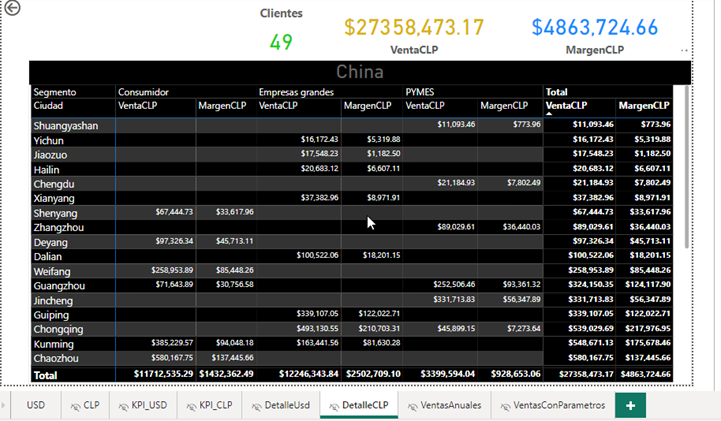 Clientes
49
$27358,473.17
VentaCLP
$4863,724.66
MargenCLP
China
Segmento Consumidor Empresas grandes PYMES Total
Ciudad VentaCLP MargenCLP VentaCLP MargenCLP VentaCLP MargenCLP VentaCLP MargenCLP
Shuangyashan $11,093.46 $773.96 $11,093.46 $773.96
Yichun $16,172.43 $5,319.88 $16,172.43 $5,319.88
Jiaozuo $17,548.23 $1,182.50 $17,548.23 $1,182.50
Hailin $20,683.12 $6,607.11 $20,683.12 $6,607.11
Chengdu $21,184.93 $7,802.49 $21,184.93 $7,802.49
Xianyang $37,382.96 $8,971.91 $37,382.96 $8,971.91
Shenyang $67,444.73 $33,617.96 $67,444.73 $33,617.96
Zhangzhou $89,029.61 $36,440.03 $89,029.61 $36,440.03
Deyang $97,326.34 $45,713.11 $97,326.34 $45,713.11
Dalian $100,522.06 $18,201.15 $100,522.06 $18,201.15
Weifang $258,953.89 $85,448.26 $258,953.89 $85,448.26
Guangzhou $71,643.89 $30,756.58 $252,506.46 $93,361.32 $324,150.35 $124,117.90
Jincheng $331,713.83 $56,347.89 $331,713.83 $56,347.89
Guiping $339,107.05 $122,022.71 $339,107.05 $122,022.71
Chongqing $493,130.55 $210,703.31 $45,899.15 $7,273.64 $539,029.69 $217,976.95
Kunming $385,229.57 $94,048.18 $163,441.56 $81,630.28 $548,671.13 $175,678.46
Chaozhou $580,167.75 $137,445.66 $580,167.75 $137,445.66
Total $11712,535.29 $1432,362.49 $12246,343.84 $2502,709.10 $3399,594.04 $928,653.06 $27358,473.17 $4863,724.66
USD CLP KPI_USD KPI_CLP DetalleUsd DetalleCLP VentasAnuales VentasConParametros +